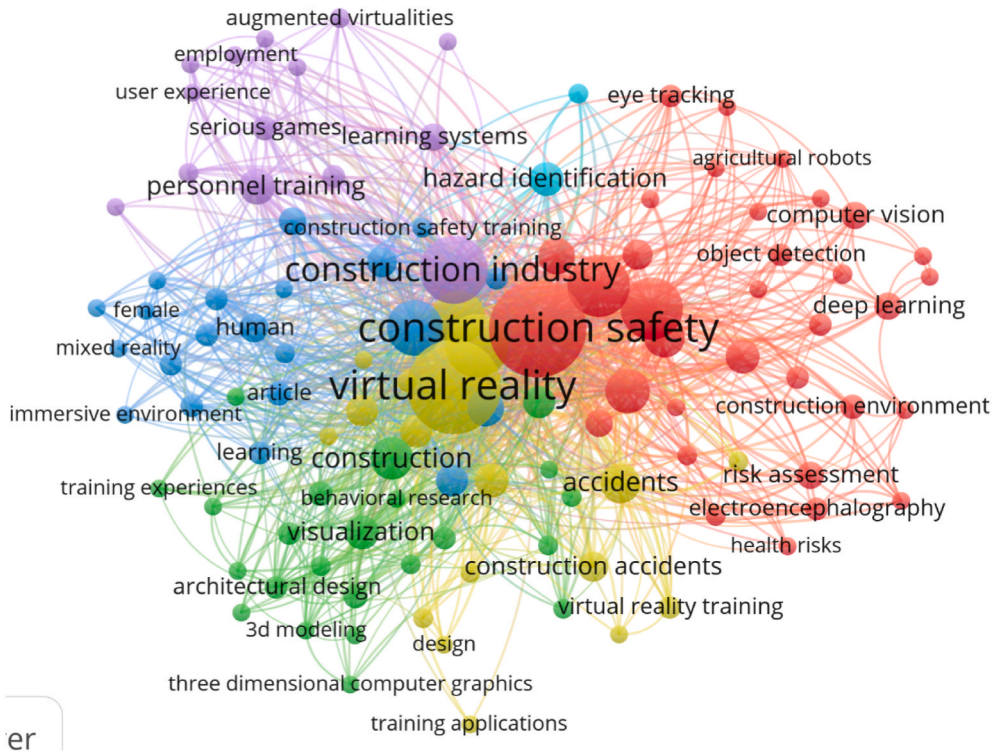 augmented virtualities
employment
user experience
eye tracking
serious games
learning systems
agricultural robots
personnel training
hazard identification
computer vision
construction safety training
object detection
construction industry
deep learning
female
human
construction safety
mixed reality
virtual reality
article
immersive environment
construction environment
learning
construction
risk assessment
training experiences
behavioral research
accidents
electroencephalography
visualization
health risks
construction accidents
architectural design
virtual reality training
3d modeling
design
three dimensional computer graphics
training applications
er